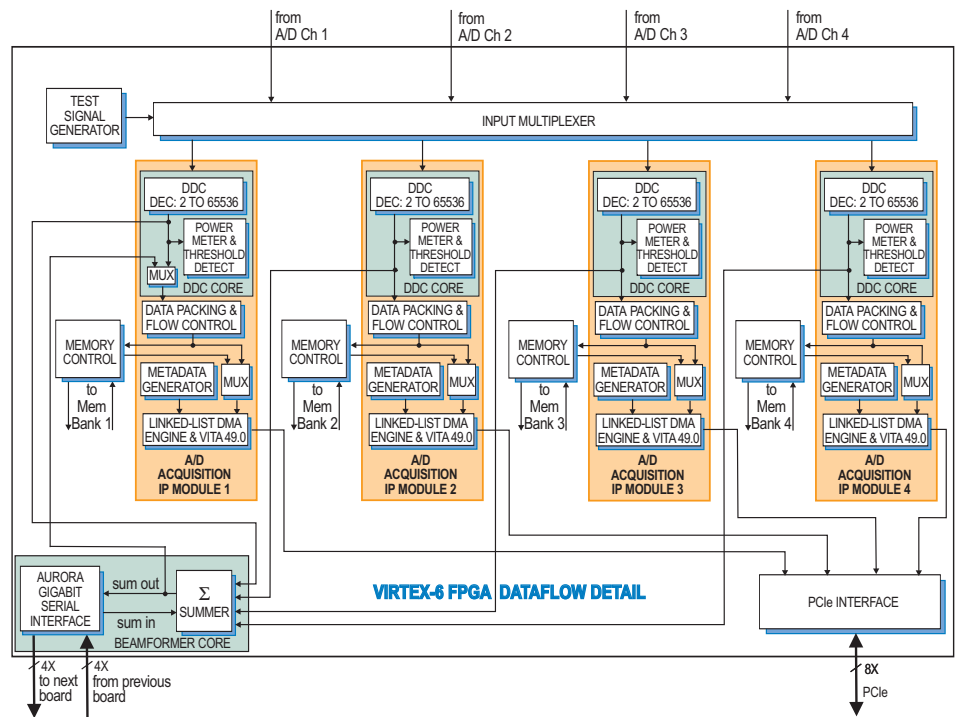 from
A/D Ch 1
from
A/D Ch 2
from
A/D Ch 3
from
A/D Ch 4
TEST
SIGNAL
GENERATOR
INPUT MULTIPLEXER
DDC
DEC: 2 TO 65536
POWER
METER &
THRESHOLD
DETECT
MUX
DDC CORE
DATA PACKING &
FLOW CONTROL
MEMORY
CONTROL
METADATA
GENERATOR
MUX
to
Mem
Bank 1
LINKED-LIST DMA
ENGINE & VITA 49.0
A/D
ACQUISITION
IP MODULE 1
DDC
DEC: 2 TO 65536
POWER
METER &
THRESHOLD
DETECT
DDC CORE
DATA PACKING &
FLOW CONTROL
MEMORY
CONTROL
METADATA
GENERATOR
MUX
to
Mem
Bank 2
LINKED-LIST DMA
ENGINE & VITA 49.0
A/D
ACQUISITION
IP MODULE 2
DDC
DEC: 2 TO 65536
POWER
METER &
THRESHOLD
DETECT
DDC CORE
DATA PACKING &
FLOW CONTROL
MEMORY
CONTROL
METADATA
GENERATOR
MUX
to
Mem
Bank 3
LINKED-LIST DMA
ENGINE & VITA 49.0
A/D
ACQUISITION
IP MODULE 3
DDC
DEC: 2 TO 65536
POWER
METER &
THRESHOLD
DETECT
DDC CORE
DATA PACKING &
FLOW CONTROL
MEMORY
CONTROL
METADATA
GENERATOR
MUX
to
Mem
Bank 4
LINKED-LIST DMA
ENGINE & VITA 49.0
A/D
ACQUISITION
IP MODULE 4
AURORA
GIGABIT
SERIAL
INTERFACE
sum out
sum in
Σ
SUMMER
BEAMFORMER CORE
VIRTEX-6 FPGA DATAFLOW DETAIL
PCIe INTERFACE
4X
to next
board
4X
from previous
board
8X
PCIe